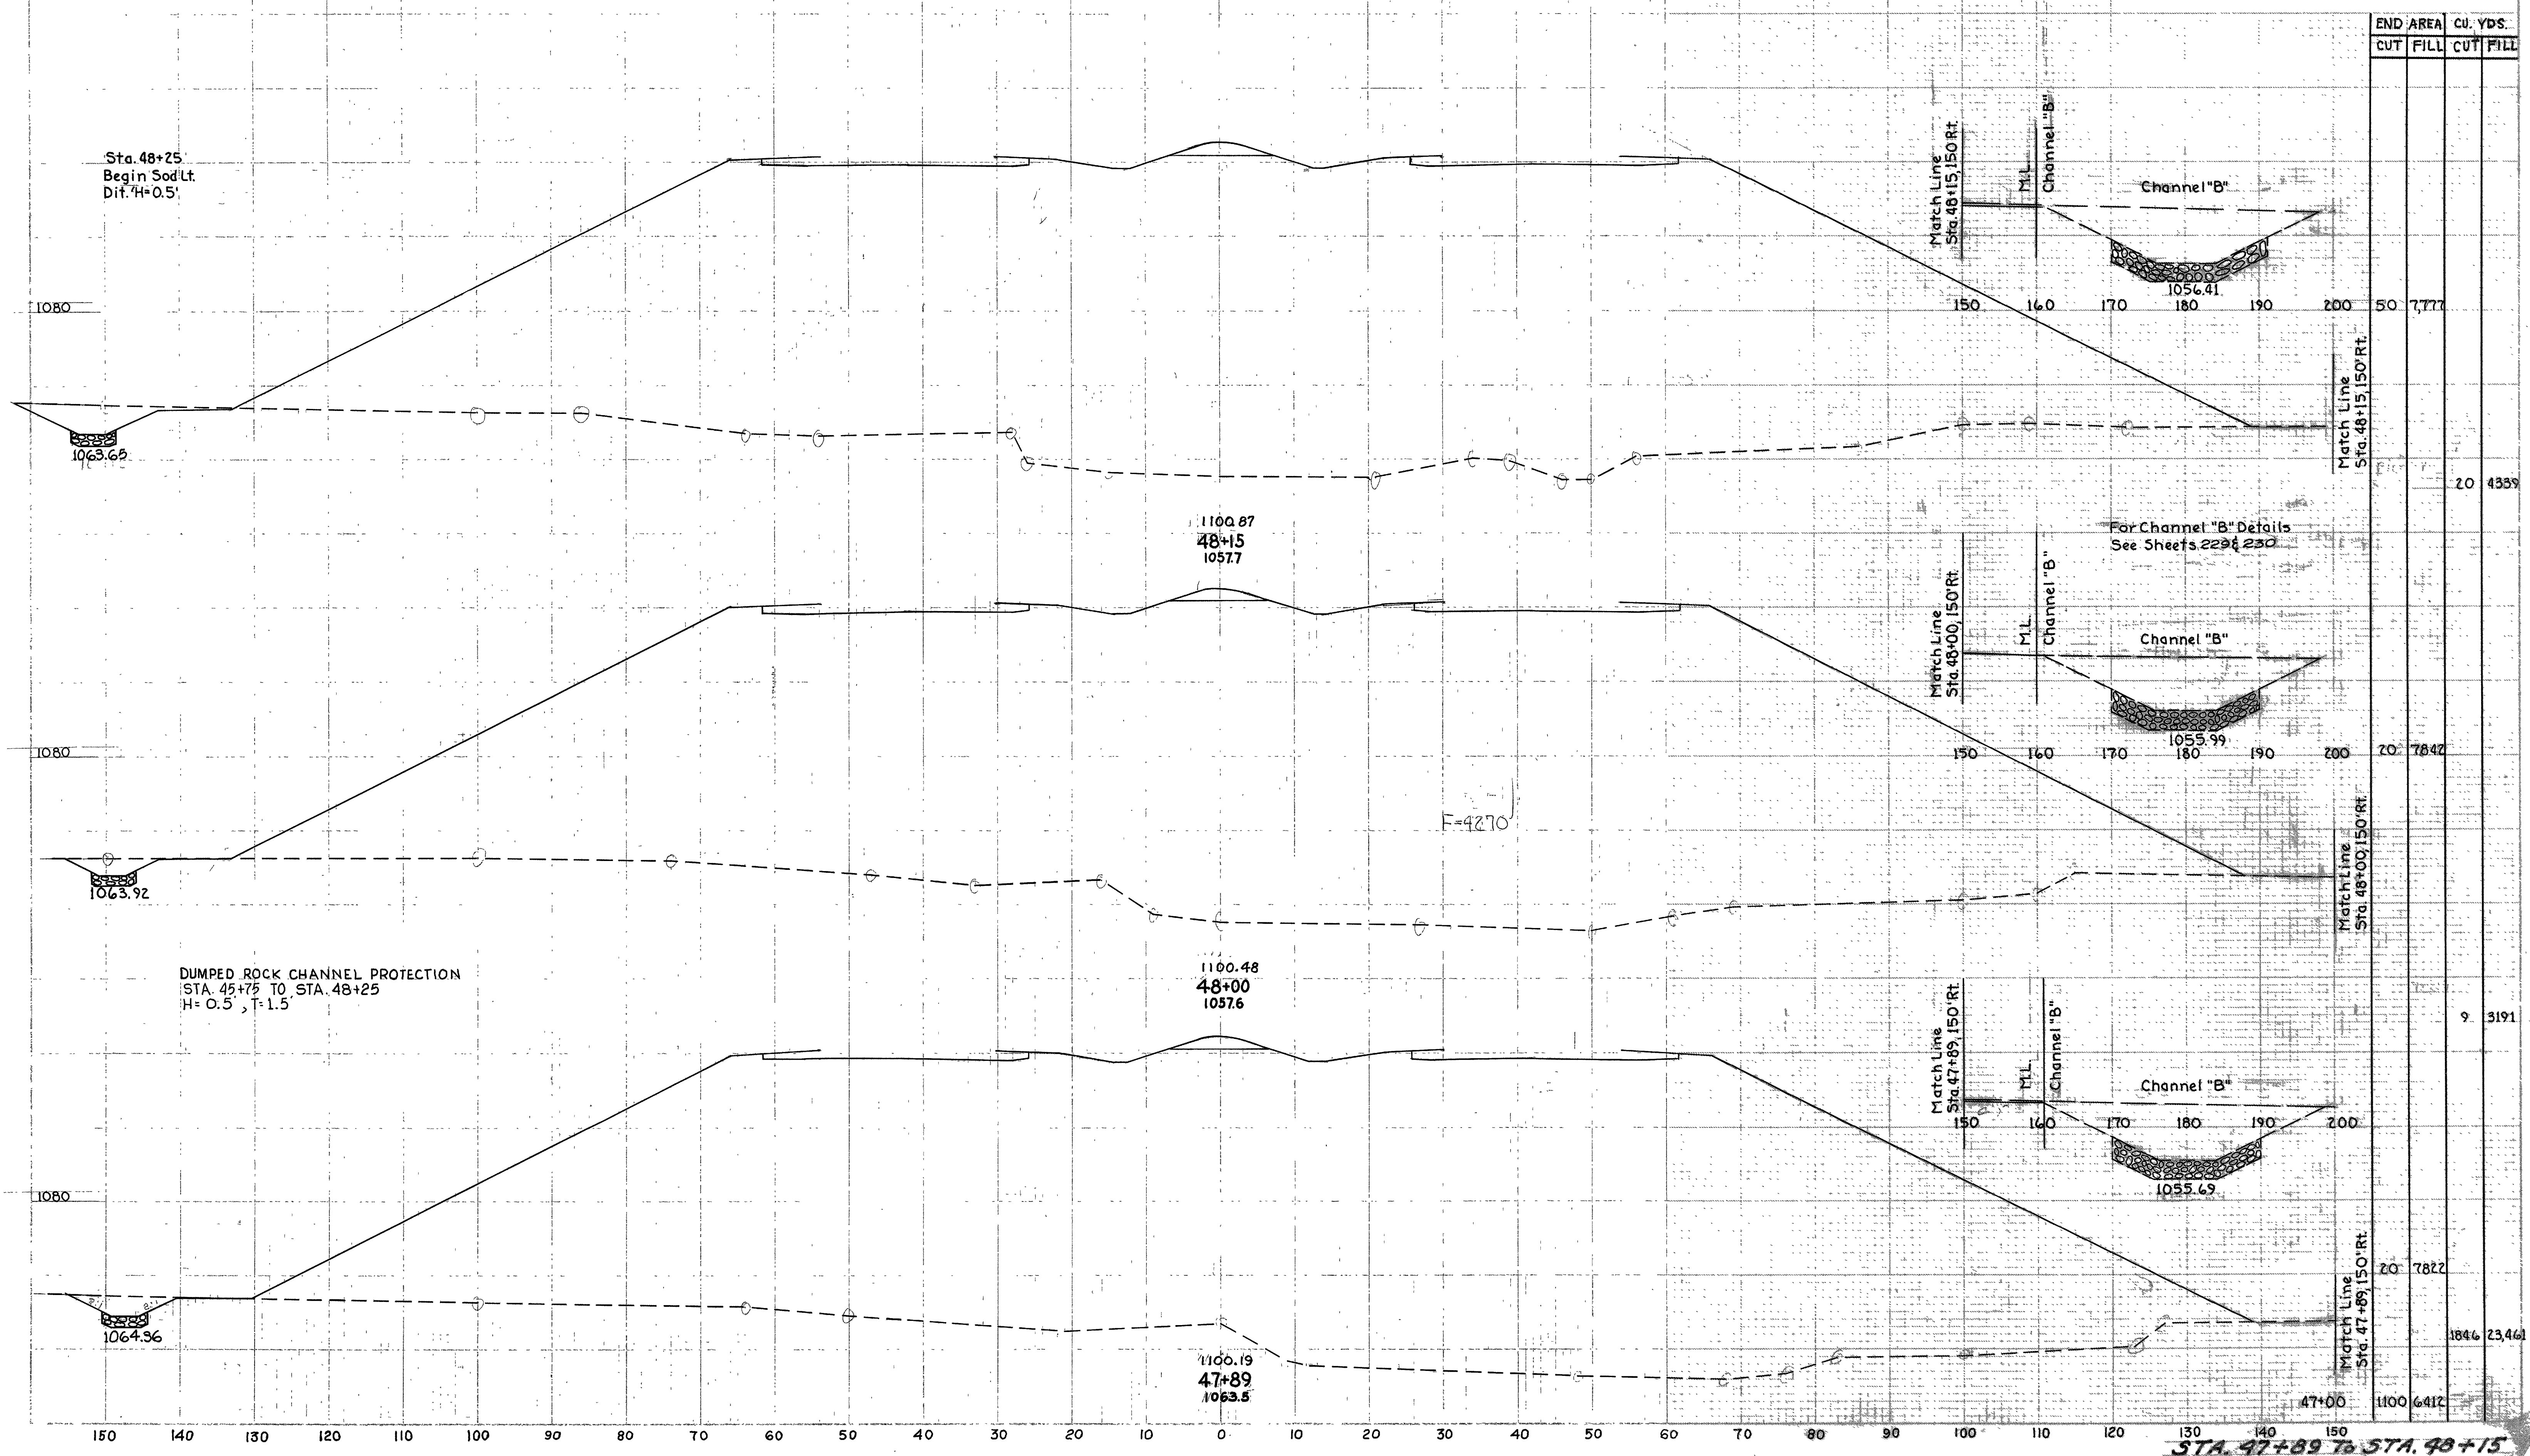 END AREA CU. YDS.
CUT FILL CUT FILL
Sta. 48+25
Begin Sod Lt.
Dit. "H=0.5'
Match Line
Sta. 48+15, 150' Rt.
M.L.
Channel "B"
Channel "B"
1056.41
1080
150 160 170 180 190 200 50 7,777
1063.65
Match Line
Sta. 48+15, 150' Rt.
20 4339
1100.87
48+15
1057.7
For Channel "B" Details
See Sheets 229 & 230
Match Line
Sta. 48+00, 150' Rt.
M.L.
Channel "B"
Channel "B"
1055.99
1080
150 160 170 180 190 200 20 7842
F=4270
1063.92
Match Line
Sta. 48+00, 150' Rt.
DUMPED ROCK CHANNEL PROTECTION
STA. 45+75 TO STA. 48+25
H= 0.5', T=1.5'
1100.48
48+00
1057.6
9 3191
Match Line
Sta. 47+89, 150' Rt.
M.L.
Channel "B"
Channel "B"
150 160 170 180 190 200
1055.69
1080
20 7822
2:1 2:1
1064.36
Match Line
Sta. 47+89, 150' Rt.
1846 23,461
1100.19
47+89
1063.5
47+00 1100 6412
150 140 130 120 110 100 90 80 70 60 50 40 30 20 10 0 10 20 30 40 50 60 70 80 90 100 110 120 130 140 150
STA. 47+89 To STA. 48+15